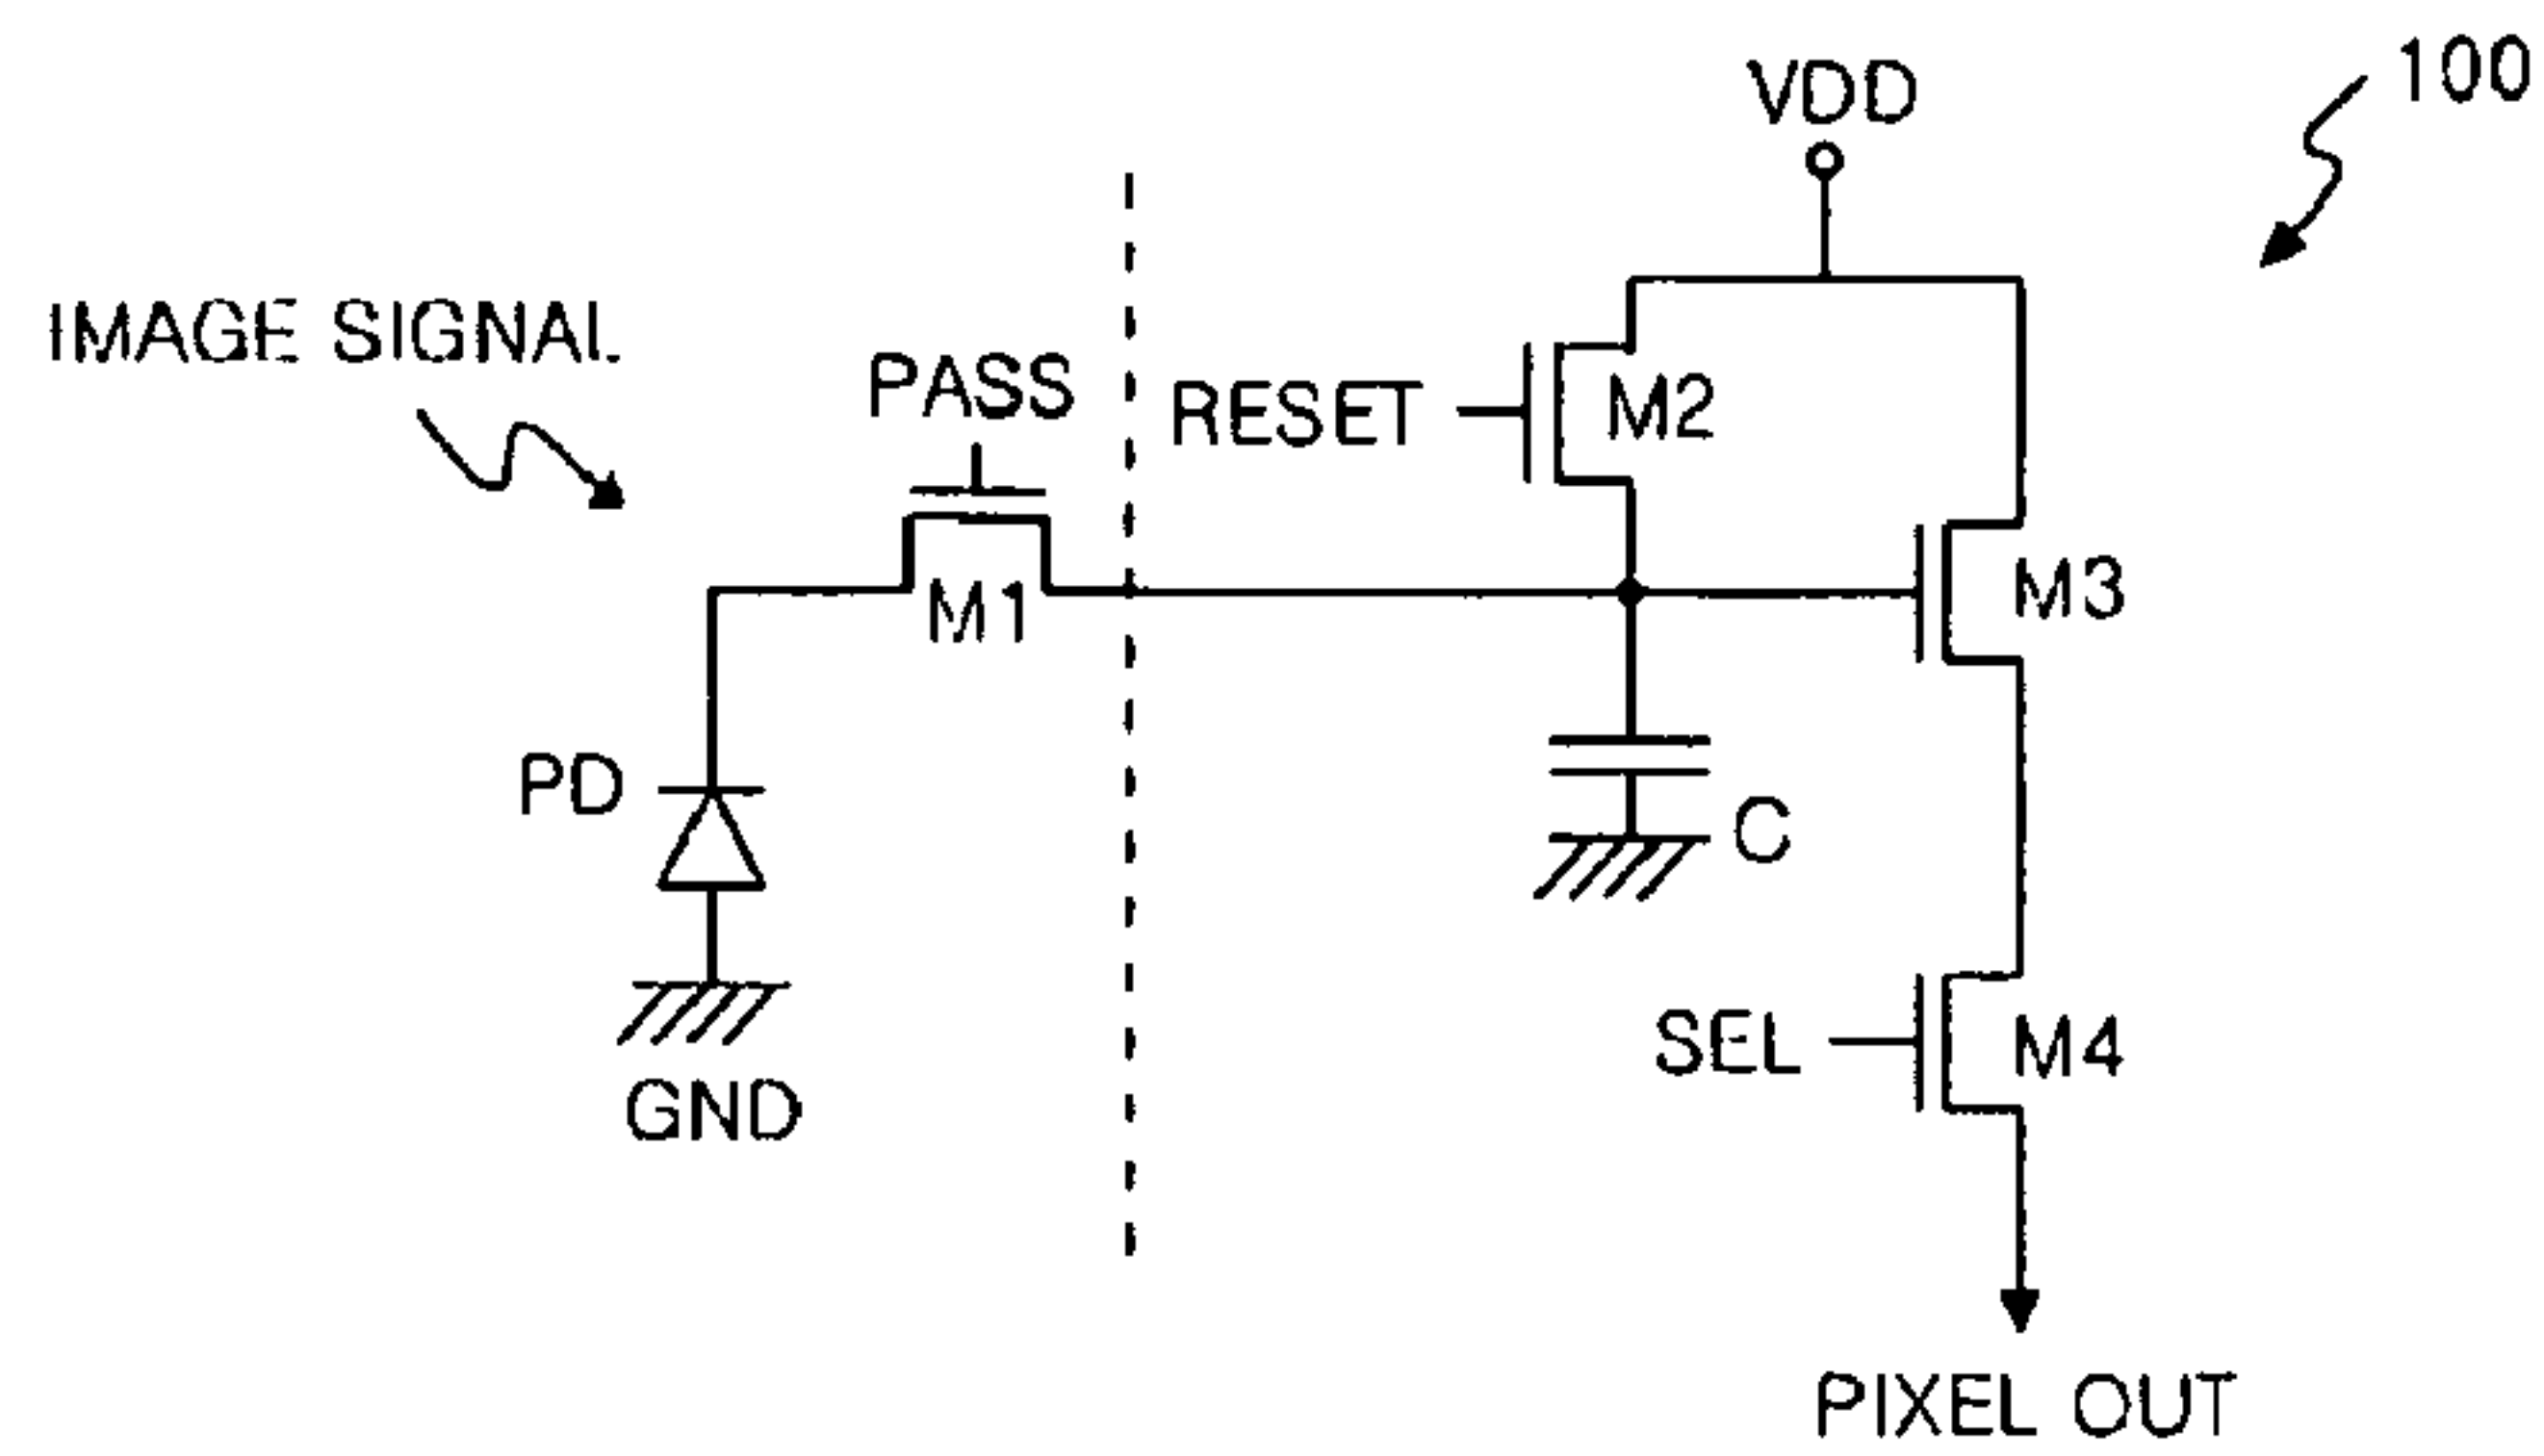 100
VDD
IMAGE SIGNAL
PASS
RESET
M2
M1
M3
PD
C
SEL
M4
GND
PIXEL OUT